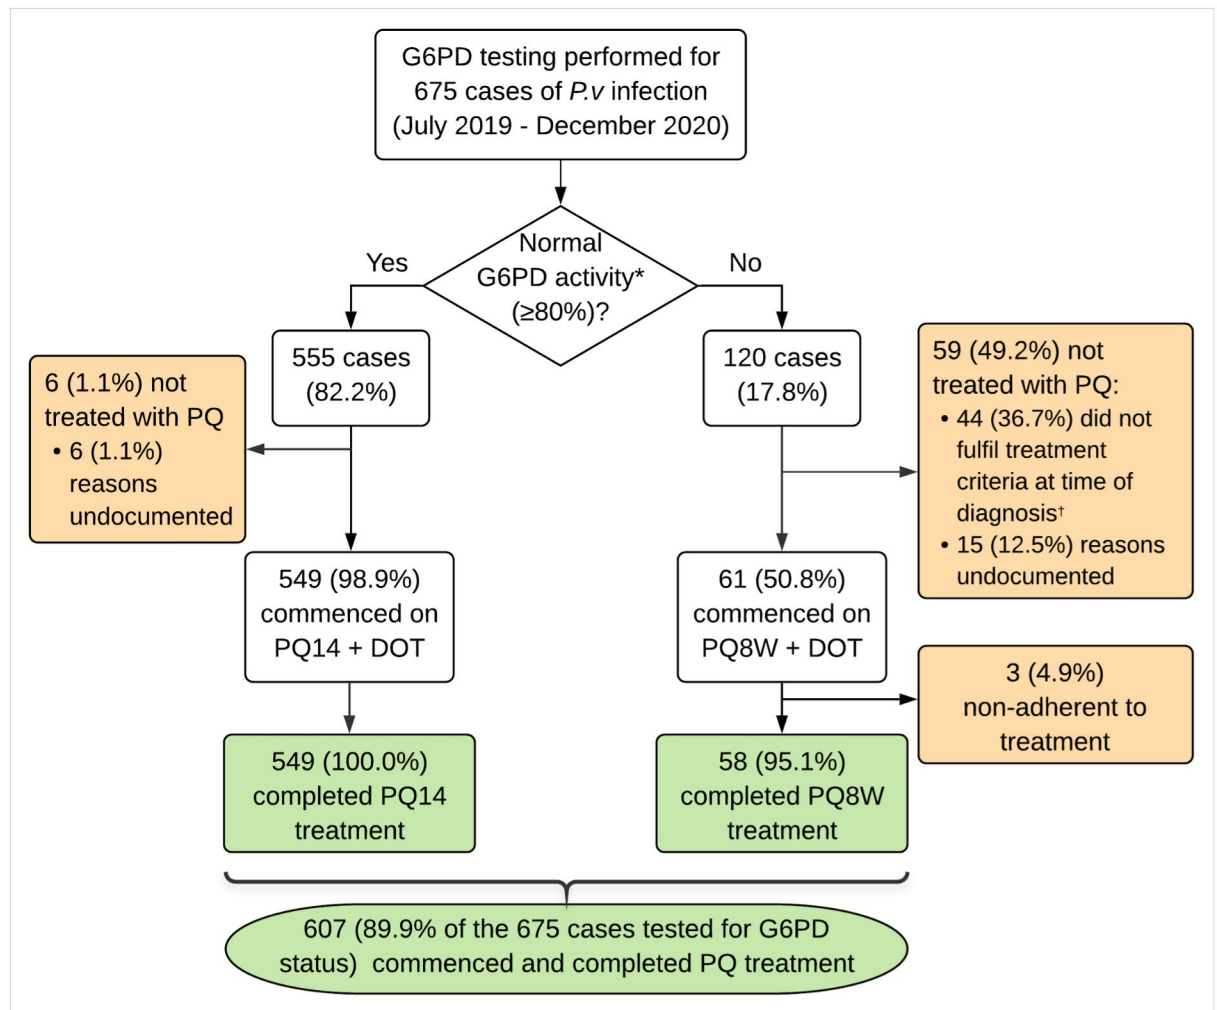 G6PD testing performed for
675 cases of P.v infection
(July 2019 - December 2020)
Normal
G6PD activity*
(≥80%)?
Yes
No
555 cases
(82.2%)
120 cases
(17.8%)
6 (1.1%) not
treated with PQ
• 6 (1.1%)
reasons
undocumented
59 (49.2%) not
treated with PQ:
• 44 (36.7%) did not
fulfil treatment
criteria at time of
diagnosis†
• 15 (12.5%) reasons
undocumented
549 (98.9%)
commenced on
PQ14 + DOT
61 (50.8%)
commenced on
PQ8W + DOT
3 (4.9%)
non-adherent to
treatment
549 (100.0%)
completed PQ14
treatment
58 (95.1%)
completed PQ8W
treatment
607 (89.9% of the 675 cases tested for G6PD
status) commenced and completed PQ treatment